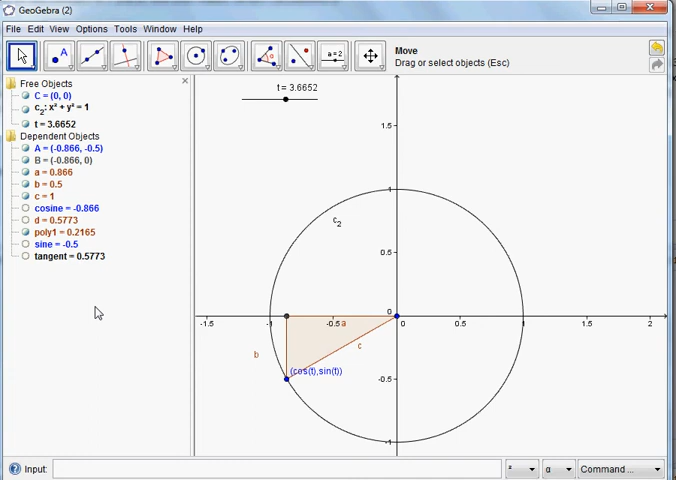 GeoGebra (2)
File Edit View Options Tools Window Help
A
a=2
Move
Drag or select objects (Esc)
Free Objects
C = (0, 0)
c₂: x² + y² = 1
t = 3.6652
Dependent Objects
A = (-0.866, -0.5)
B = (-0.866, 0)
a = 0.866
b = 0.5
c = 1
cosine = -0.866
d = 0.5773
poly1 = 0.2165
sine = -0.5
tangent = 0.5773
t = 3.6652
1.5
1
c₂
0.5
0
-1.5 -1 -0.5 0 0.5 1 1.5 2
a
c
b
(cos(t),sin(t))
-0.5
-1
Input: ² α Command ...